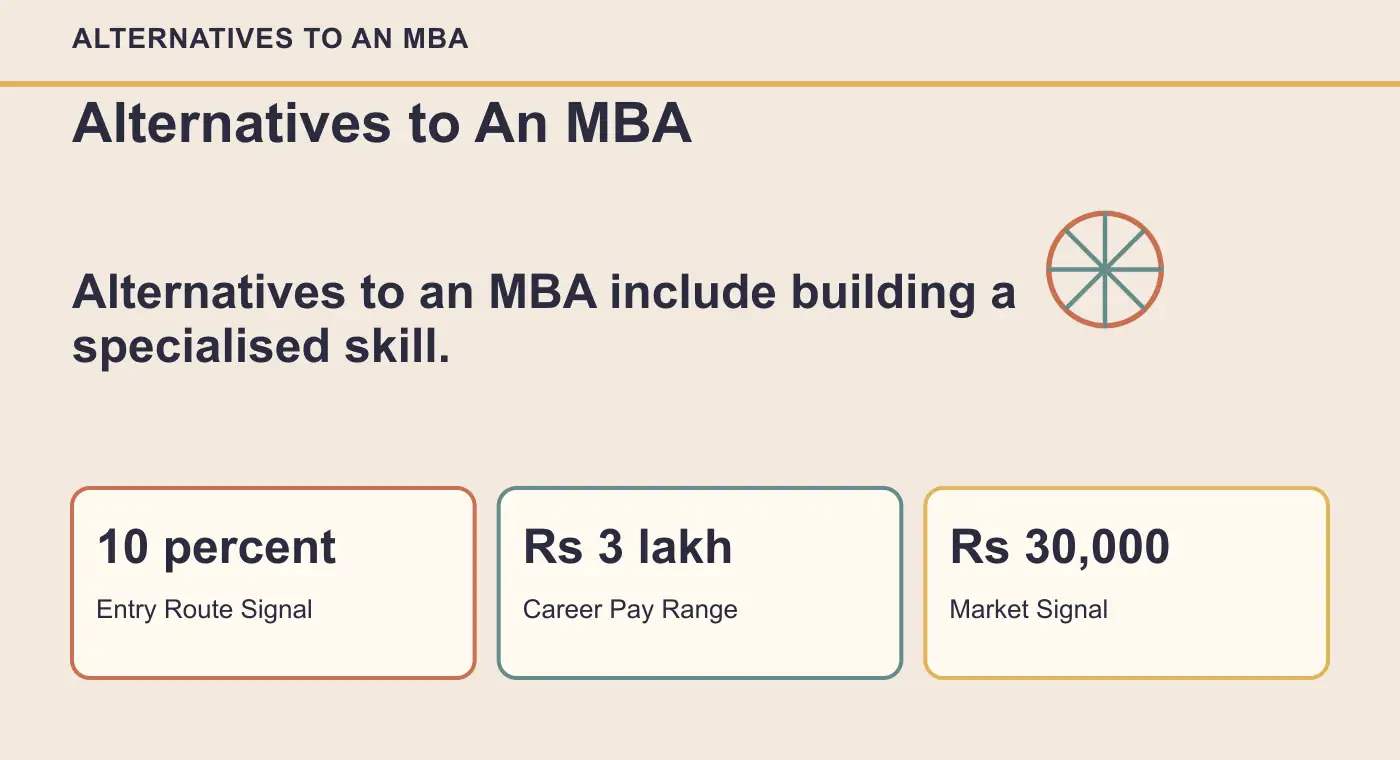 ALTERNATIVES TO AN MBA
Alternatives to An MBA
Alternatives to an MBA include building a
specialised skill.
10 percent
Entry Route Signal
Rs 3 lakh
Career Pay Range
Rs 30,000
Market Signal